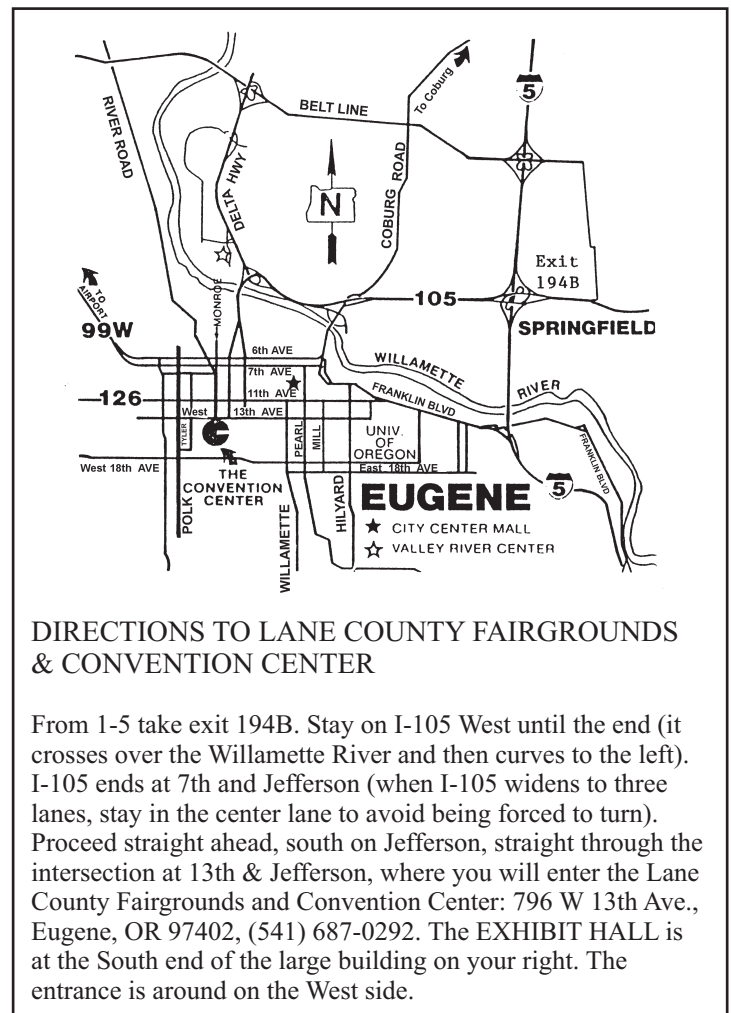 To Coburg
5
BELT LINE
RIVER ROAD
DELTA HWY
COBURG ROAD
N
Exit
194B
TO
AIRPORT
MONROE
105
99W
SPRINGFIELD
6th AVE
WILLAMETTE
RIVER
7th AVE
126
11th AVE
FRANKLIN BLVD
West 13th AVE
TYLER
PEARL
MILL
UNIV.
OF
OREGON
FRANKLIN BLVD
West 18th AVE
East 18th AVE
THE
CONVENTION
CENTER
POLK
WILLAMETTE
HILYARD
EUGENE
5
CITY CENTER MALL
VALLEY RIVER CENTER
DIRECTIONS TO LANE COUNTY FAIRGROUNDS
& CONVENTION CENTER
From 1-5 take exit 194B. Stay on I-105 West until the end (it
crosses over the Willamette River and then curves to the left).
I-105 ends at 7th and Jefferson (when I-105 widens to three
lanes, stay in the center lane to avoid being forced to turn).
Proceed straight ahead, south on Jefferson, straight through the
intersection at 13th & Jefferson, where you will enter the Lane
County Fairgrounds and Convention Center: 796 W 13th Ave.,
Eugene, OR 97402, (541) 687-0292. The EXHIBIT HALL is
at the South end of the large building on your right. The
entrance is around on the West side.